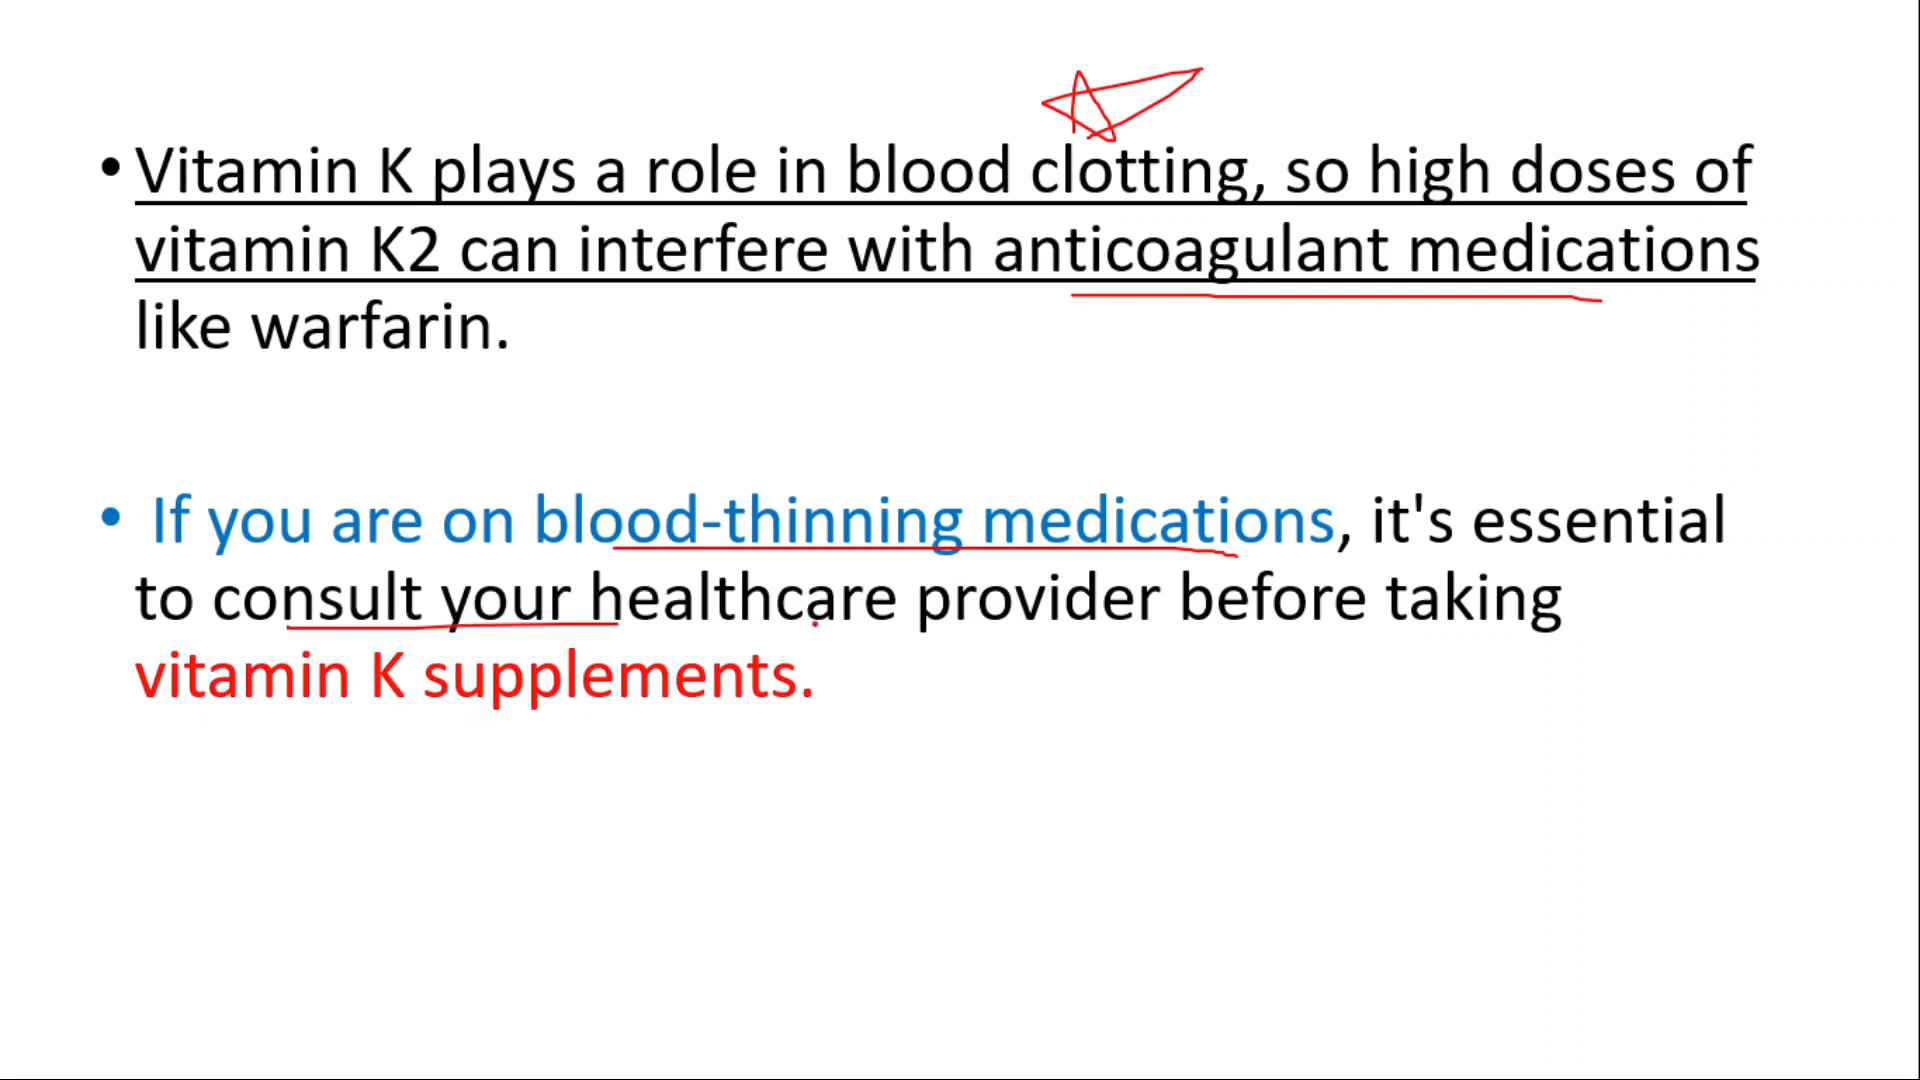 • Vitamin K plays a role in blood clotting, so high doses of
vitamin K2 can interfere with anticoagulant medications
like warfarin.
• If you are on blood-thinning medications, it's essential
to consult your healthcare provider before taking
vitamin K supplements.